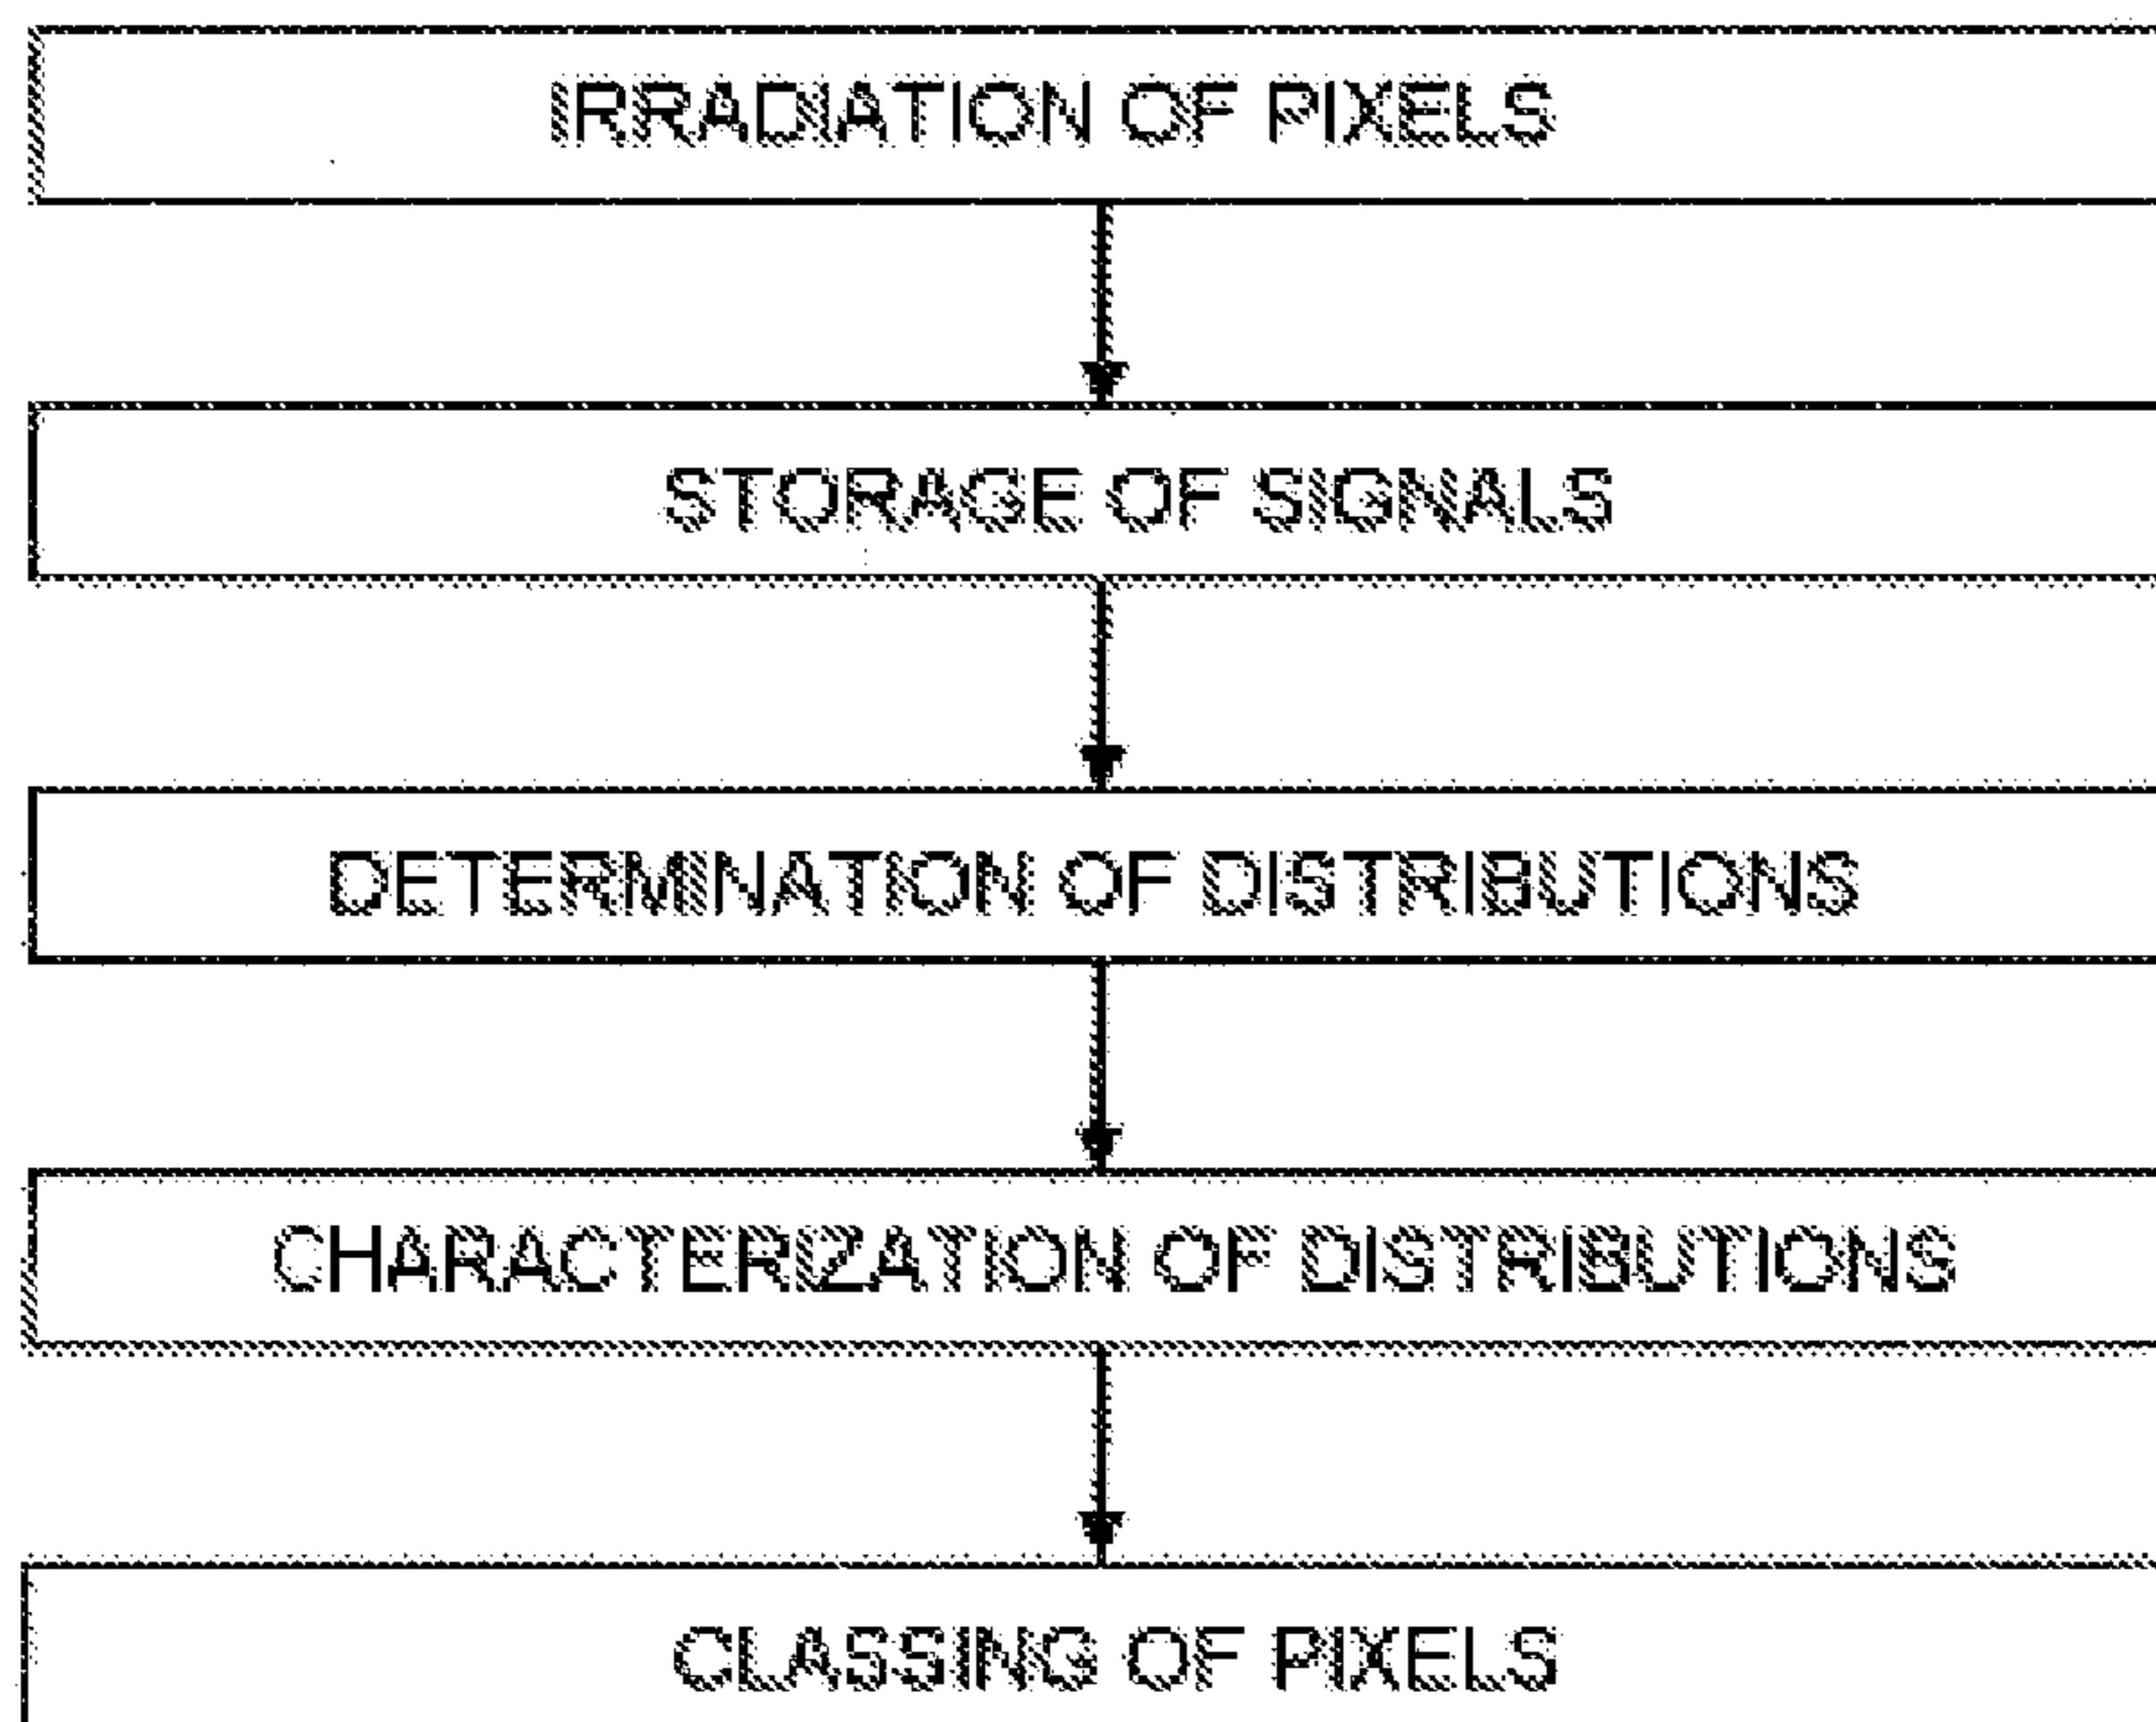 IRRADIATION OF PIXELS
STORAGE OF SIGNALS
DETERMINATION OF DISTRIBUTIONS
CHARACTERIZATION OF DISTRIBUTIONS
CLASSING OF PIXELS